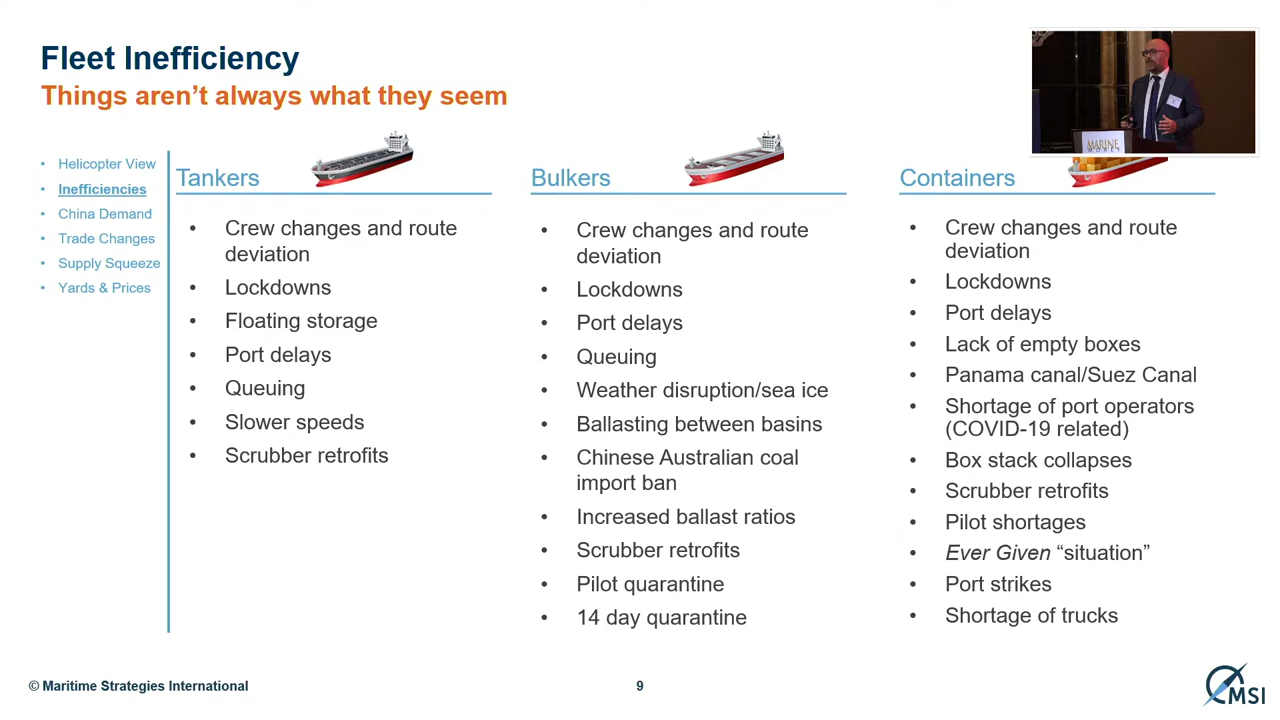 Fleet Inefficiency
Things aren't always what they seem
• Helicopter View
• Inefficiencies
• China Demand
• Trade Changes
• Supply Squeeze
• Yards & Prices
Tankers
• Crew changes and route
deviation
• Lockdowns
• Floating storage
• Port delays
• Queuing
• Slower speeds
• Scrubber retrofits
Bulkers
• Crew changes and route
deviation
• Lockdowns
• Port delays
• Queuing
• Weather disruption/sea ice
• Ballasting between basins
• Chinese Australian coal
import ban
• Increased ballast ratios
• Scrubber retrofits
• Pilot quarantine
• 14 day quarantine
Containers
• Crew changes and route
deviation
• Lockdowns
• Port delays
• Lack of empty boxes
• Panama canal/Suez Canal
• Shortage of port operators
(COVID-19 related)
• Box stack collapses
• Scrubber retrofits
• Pilot shortages
• Ever Given “situation”
• Port strikes
• Shortage of trucks
MARINE
© Maritime Strategies International
9
MSI